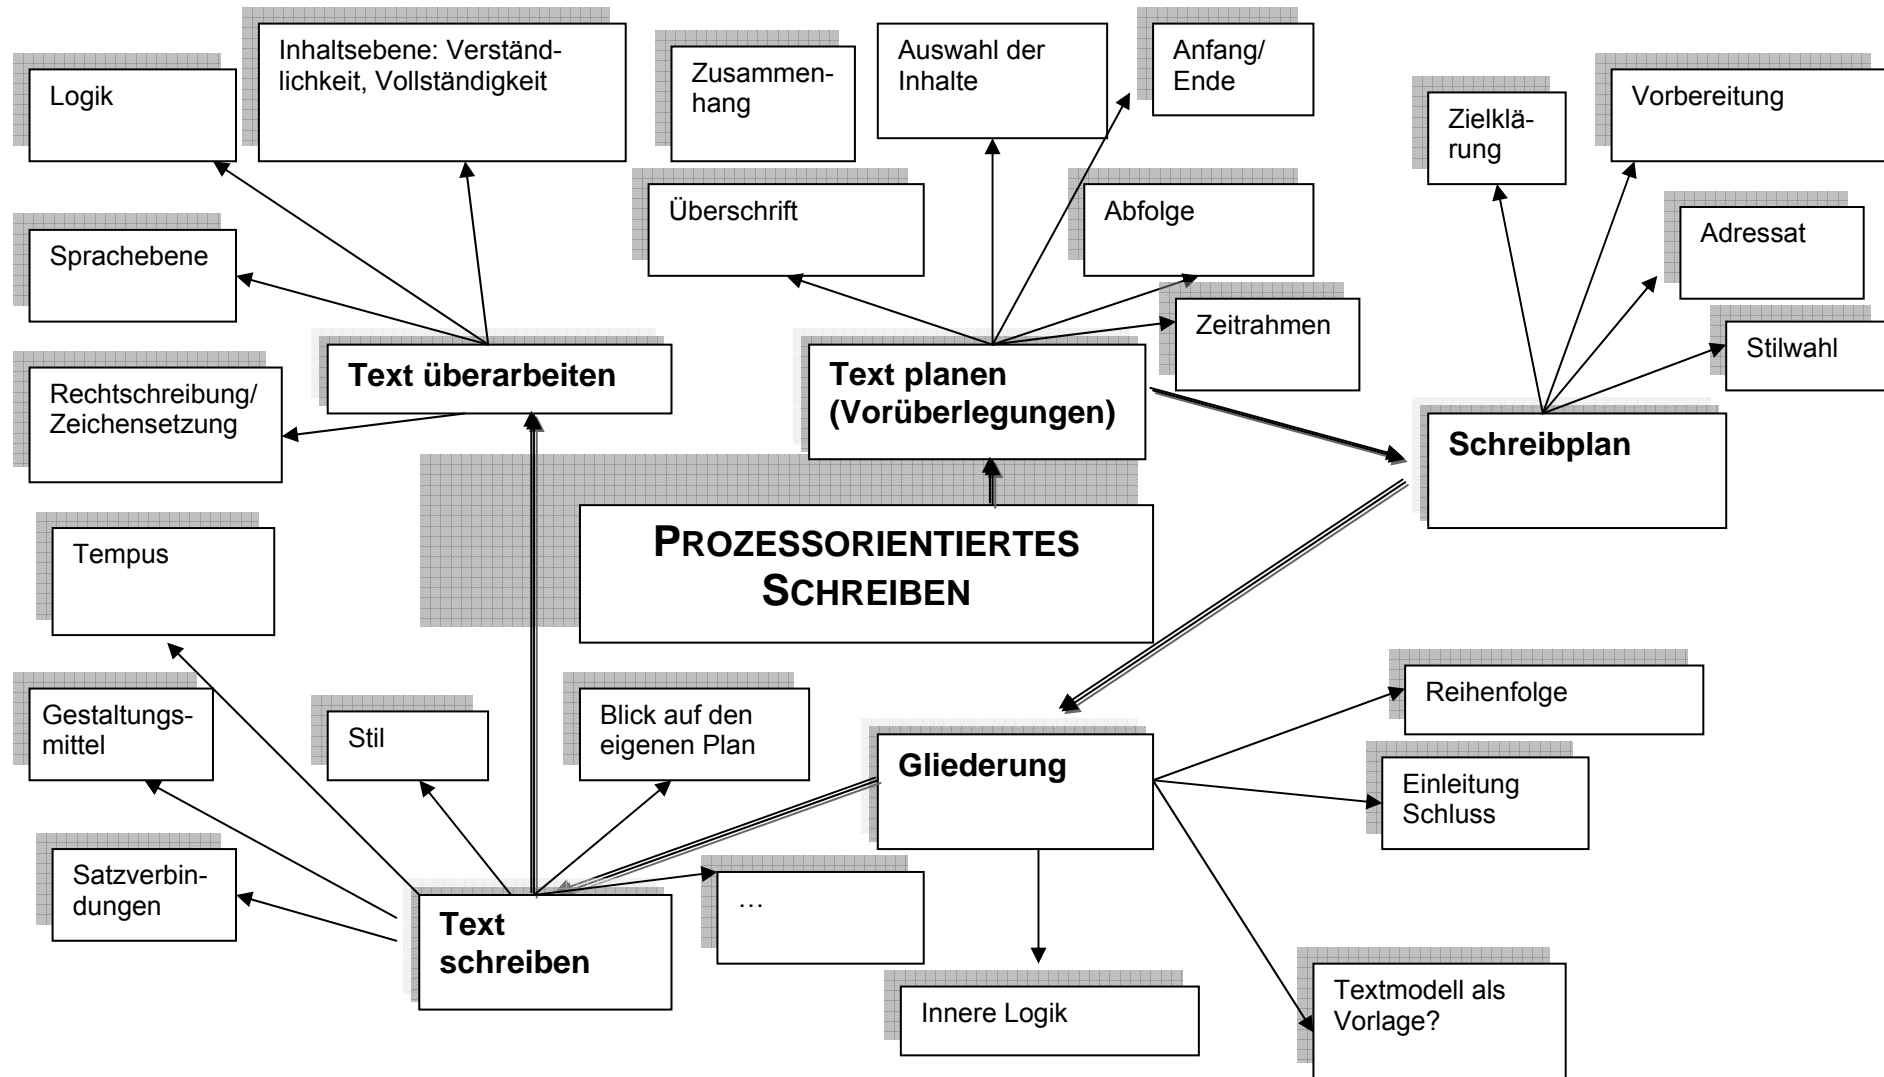 Inhaltsebene: Verständ-
lichkeit, Vollständigkeit
Logik
Zusammen-
hang
Auswahl der
Inhalte
Anfang/
Ende
Zielklä-
rung
Vorbereitung
Sprachebene
Überschrift
Abfolge
Adressat
Zeitrahmen
Stilwahl
Rechtschreibung/
Zeichensetzung
Text überarbeiten
Text planen
(Vorüberlegungen)
Schreibplan
PROZESSORIENTIERTES
SCHREIBEN
Tempus
Gestaltungs-
mittel
Stil
Blick auf den
eigenen Plan
Gliederung
Reihenfolge
Einleitung
Schluss
Satzverbin-
dungen
Text
schreiben
…
Innere Logik
Textmodell als
Vorlage?